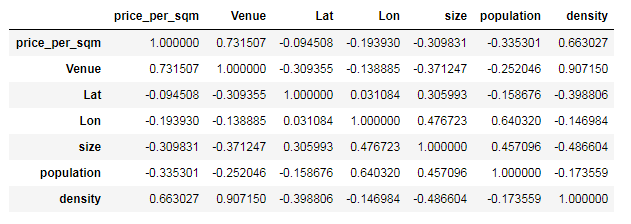 price_per_sqm Venue Lat Lon size population density
price_per_sqm 1.000000 0.731507 -0.094508 -0.193930 -0.309831 -0.335301 0.663027
Venue 0.731507 1.000000 -0.309355 -0.138885 -0.371247 -0.252046 0.907150
Lat -0.094508 -0.309355 1.000000 0.031084 0.305993 -0.158676 -0.398806
Lon -0.193930 -0.138885 0.031084 1.000000 0.476723 0.640320 -0.146984
size -0.309831 -0.371247 0.305993 0.476723 1.000000 0.457096 -0.486604
population -0.335301 -0.252046 -0.158676 0.640320 0.457096 1.000000 -0.173559
density 0.663027 0.907150 -0.398806 -0.146984 -0.486604 -0.173559 1.000000